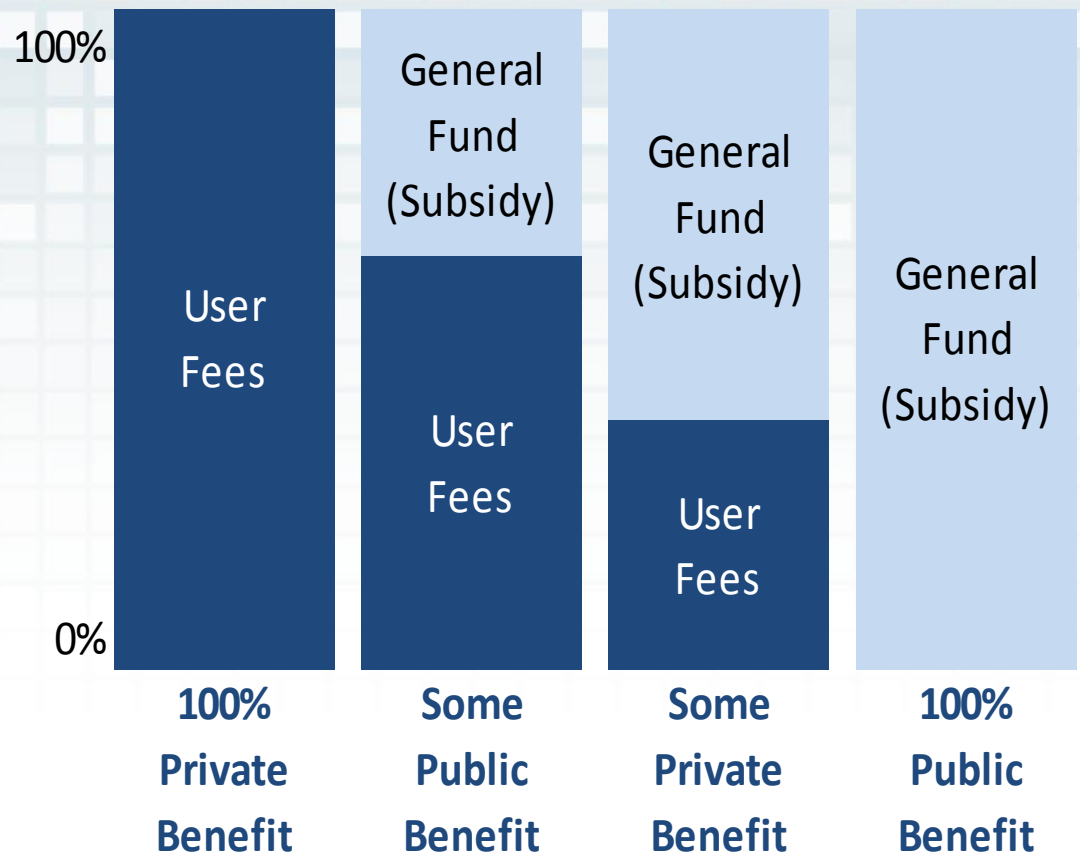 100%
0%
User
Fees
General
Fund
(Subsidy)
User
Fees
General
Fund
(Subsidy)
User
Fees
General
Fund
(Subsidy)
100%
Private
Benefit
Some
Public
Benefit
Some
Private
Benefit
100%
Public
Benefit